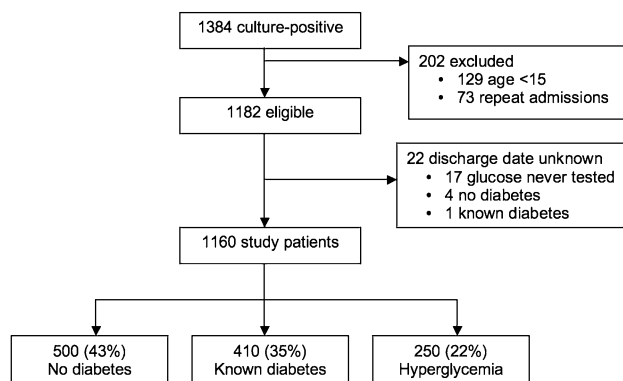 1384 culture-positive
202 excluded
• 129 age <15
• 73 repeat admissions
1182 eligible
22 discharge date unknown
• 17 glucose never tested
• 4 no diabetes
• 1 known diabetes
1160 study patients
500 (43%)
No diabetes
410 (35%)
Known diabetes
250 (22%)
Hyperglycemia